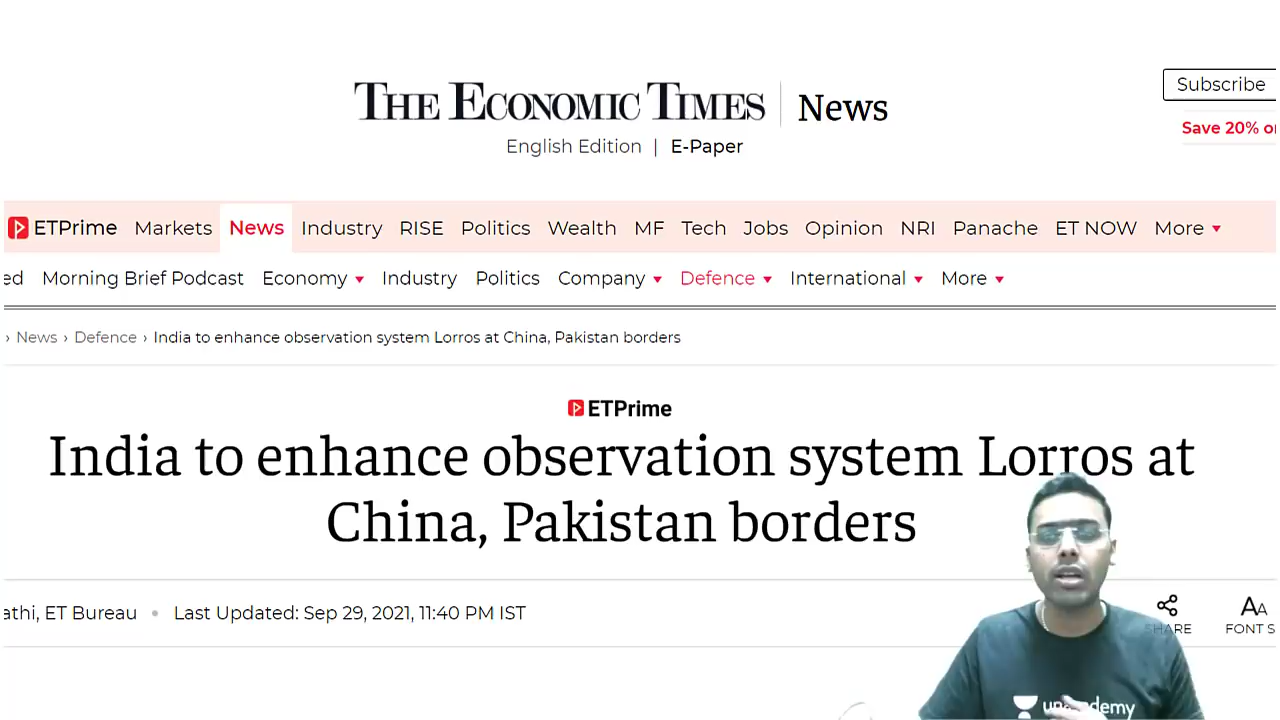 THE ECONOMIC TIMES | News
Subscribe
English Edition | E-Paper
Save 20%
ETPrime Markets News Industry RISE Politics Wealth MF Tech Jobs Opinion NRI Panache ET NOW More
ed Morning Brief Podcast Economy Industry Politics Company Defence International More
› News › Defence › India to enhance observation system Lorros at China, Pakistan borders
ETPrime
India to enhance observation system Lorros at
China, Pakistan borders
athi, ET Bureau • Last Updated: Sep 29, 2021, 11:40 PM IST
SHARE
FONT S